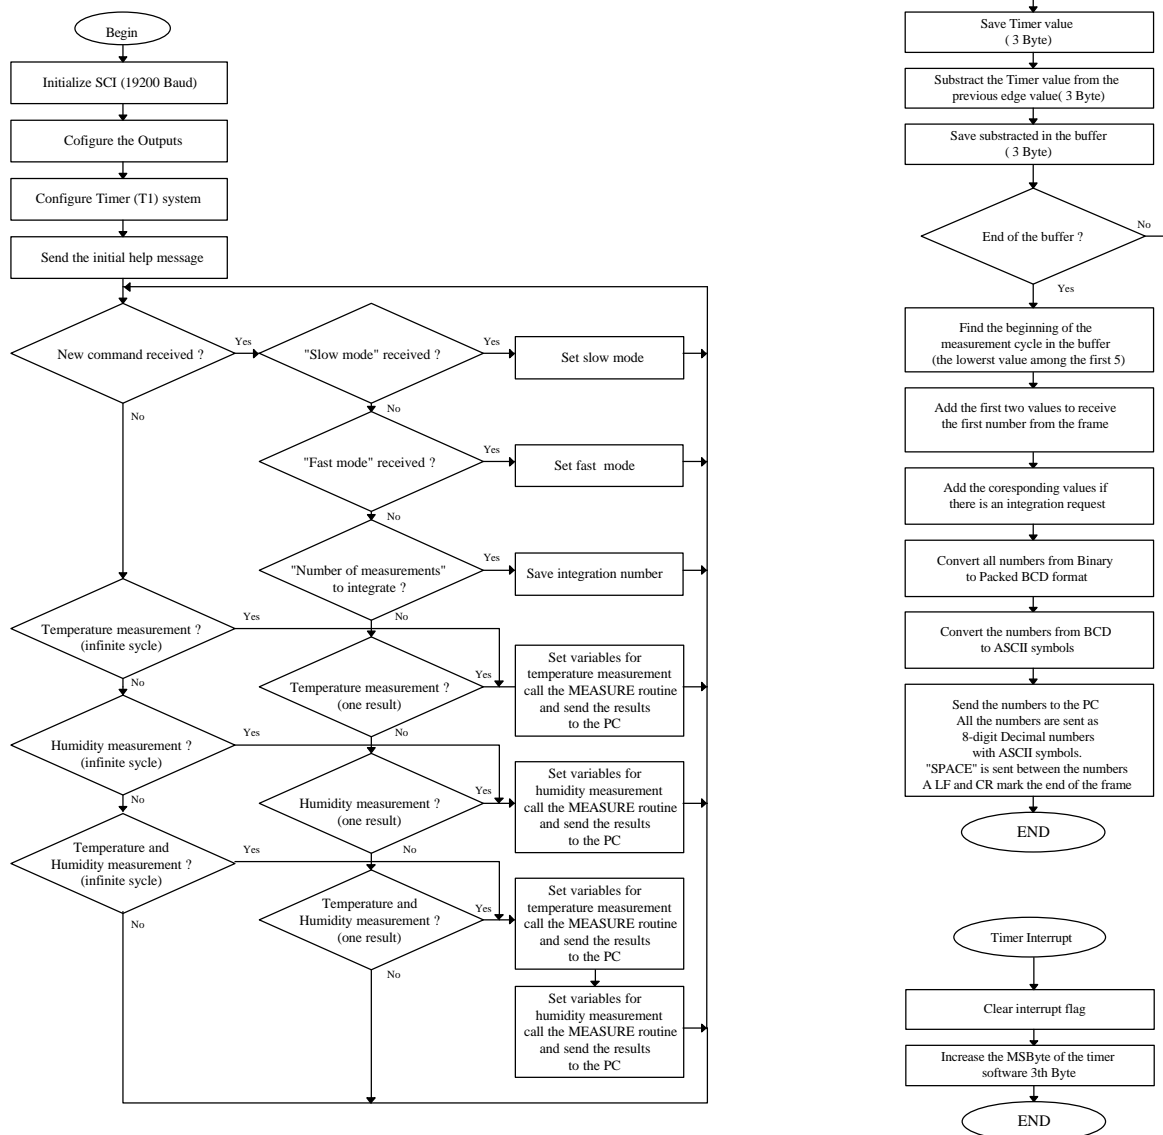 Begin
Initialize SCI (19200 Baud)
Cofigure the Outputs
Configure Timer (T1) system
Send the initial help message
New command received ?
Yes
No
"Slow mode" received ?
Yes
Set slow mode
No
"Fast mode" received ?
Yes
Set fast  mode
No
"Number of measurements"
to integrate ?
Yes
Save integration number
No
Temperature measurement ?
(infinite sycle)
Yes
No
Temperature measurement ?
(one result)
Yes
Set variables for
temperature measurement
call the MEASURE routine
and send the results
to the PC
No
Humidity measurement ?
(infinite sycle)
Yes
No
Humidity measurement ?
(one result)
Yes
Set variables for
humidity measurement
call the MEASURE routine
and send the results
to the PC
No
Temperature and
Humidity measurement ?
(infinite sycle)
Yes
No
Temperature and
Humidity measurement ?
(one result)
Yes
Set variables for
temperature measurement
call the MEASURE routine
and send the results
to the PC
No
Set variables for
humidity measurement
call the MEASURE routine
and send the results
to the PC
Save Timer value
( 3 Byte)
Substract the Timer value from the
previous edge value( 3 Byte)
Save substracted in the buffer
( 3 Byte)
End of the buffer ?
No
Yes
Find the beginning of the
measurement cycle in the buffer
(the lowerst value among the first 5)
Add the first two values to receive
the first number from the frame
Add the coresponding values if
there is an integration request
Convert all numbers from Binary
to Packed BCD format
Convert the numbers from BCD
to ASCII symbols
Send the numbers to the PC
All the numbers are sent as
8-digit Decimal numbers
with ASCII symbols.
"SPACE" is sent between the numbers
A LF and CR mark the end of the frame
END
Timer Interrupt
Clear interrupt flag
Increase the MSByte of the timer
software 3th Byte
END